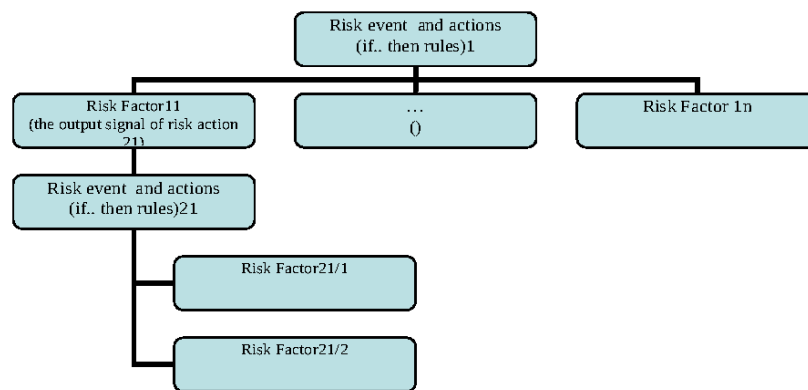 Risk event and actions
(if.. then rules)1
Risk Factor11
(the output signal of risk action
21)
…
()
Risk Factor 1n
Risk event and actions
(if.. then rules)21
Risk Factor21/1
Risk Factor21/2